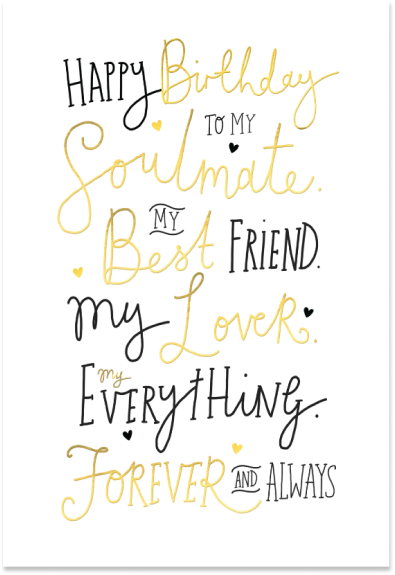 HAPPY Birthday
TO MY
Soulmate.
MY
Best FRIEND.
My Lover.
my
EVERYTHING.
FOREVER AND ALWAYS